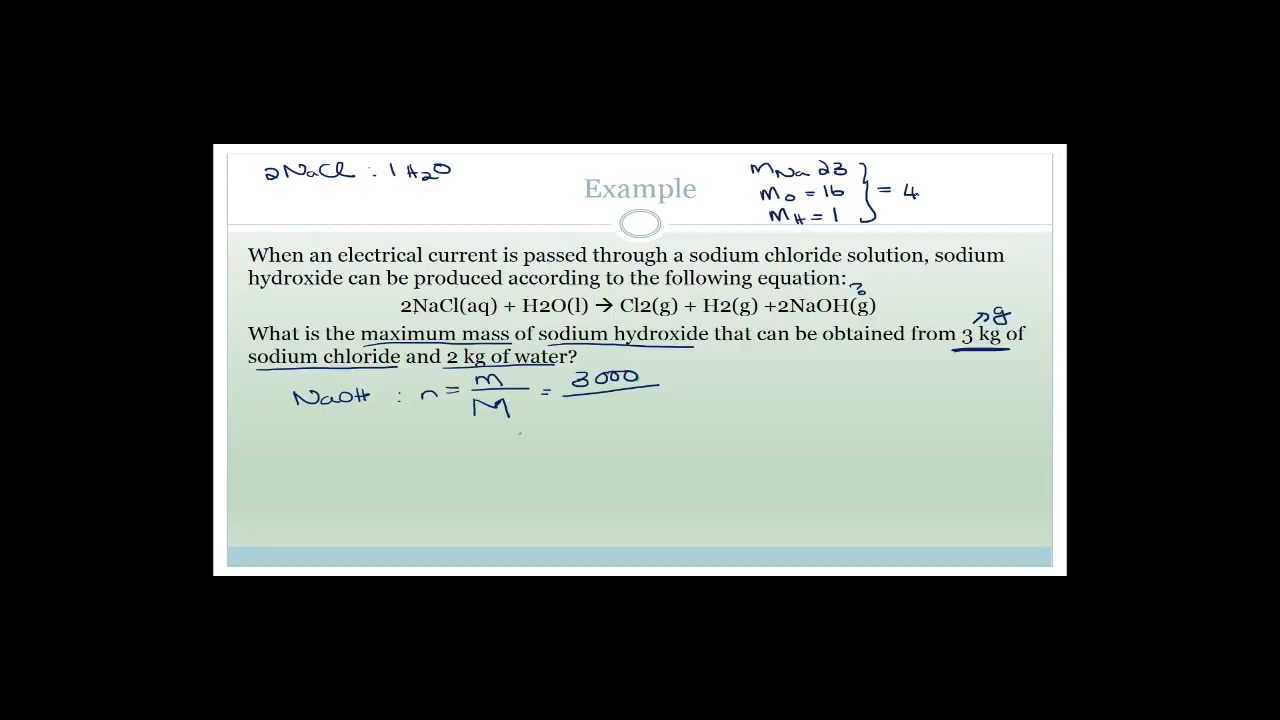 2NaCl : 1 H2O
MNa 23
MO = 16 = 4
MH = 1
Example
When an electrical current is passed through a sodium chloride solution, sodium
hydroxide can be produced according to the following equation:
2NaCl(aq) + H2O(l) → Cl2(g) + H2(g) +2NaOH(g)
g
What is the maximum mass of sodium hydroxide that can be obtained from 3 kg of
sodium chloride and 2 kg of water?
NaOH : n = m/M = 3000